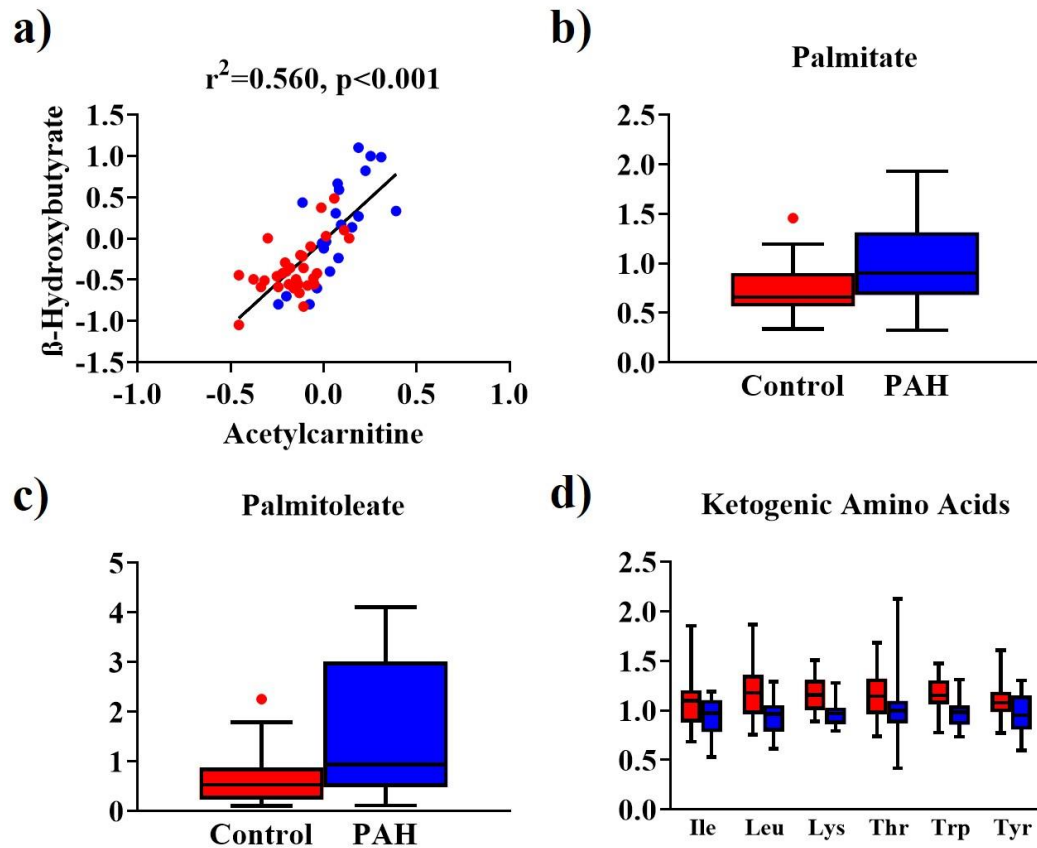 a)
r²=0.560, p<0.001
ß-Hydroxybutyrate
1.5
1.0
0.5
0.0
-0.5
-1.0
-1.5
-1.0 -0.5 0.0 0.5 1.0
Acetylcarnitine
b)
Palmitate
2.5
2.0
1.5
1.0
0.5
0.0
Control PAH
c)
Palmitoleate
5
4
3
2
1
0
Control PAH
d)
Ketogenic Amino Acids
2.5
2.0
1.5
1.0
0.5
0.0
Ile Leu Lys Thr Trp Tyr